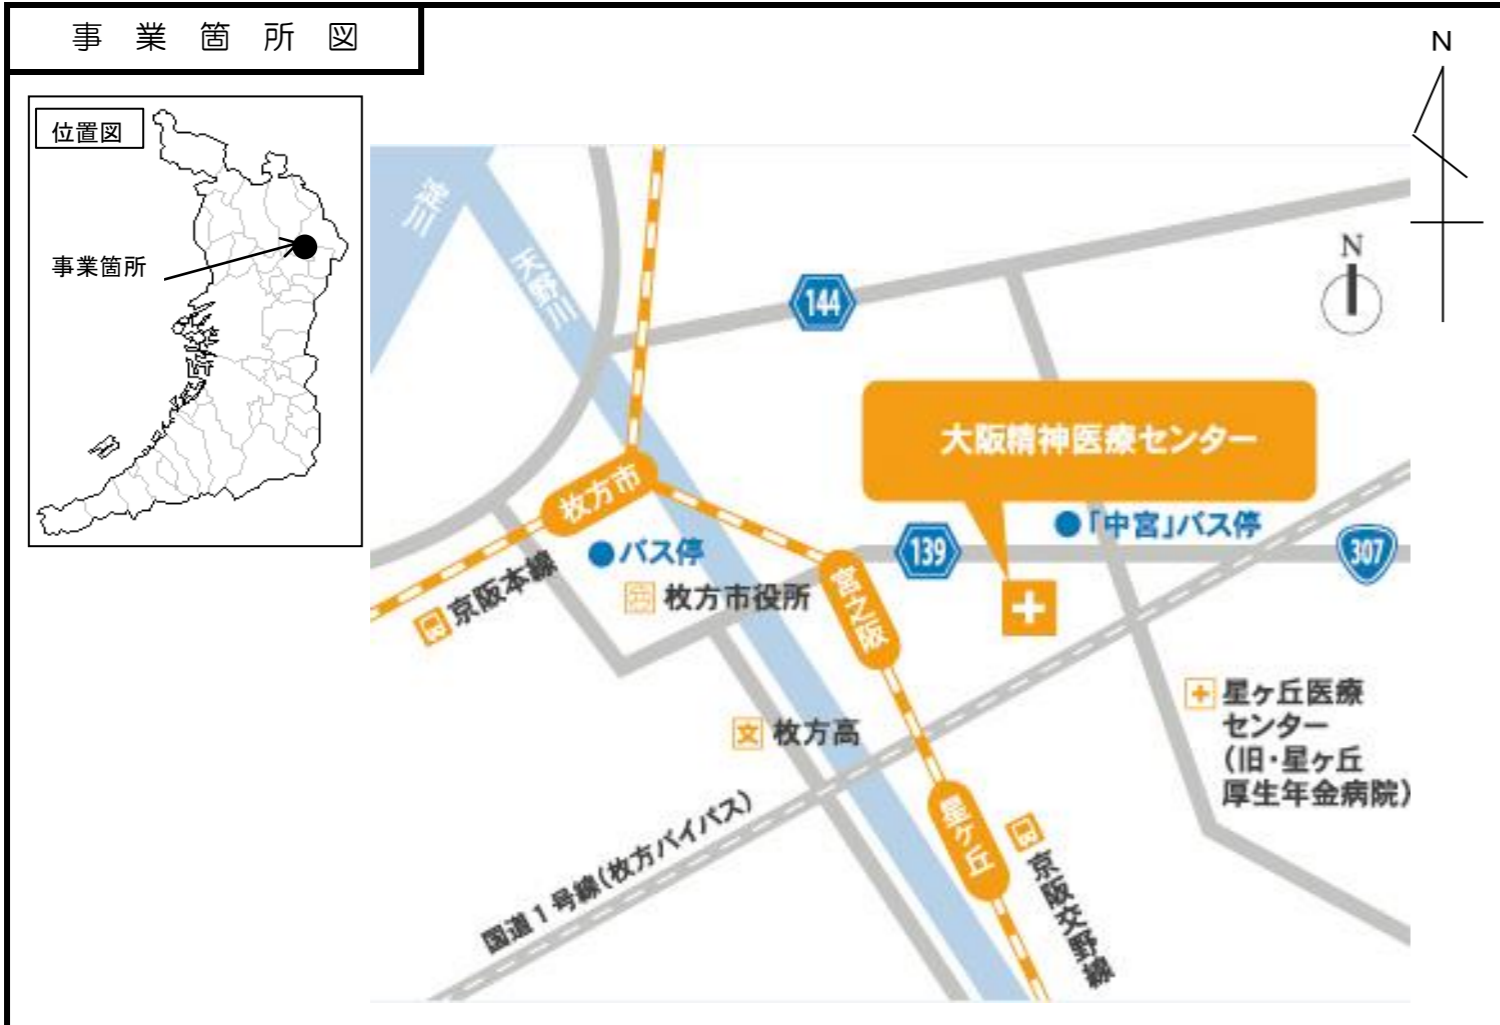 事業箇所図
N
位置図
事業箇所
淀川
天野川
144
N
大阪精神医療センター
枚方市
バス停
139
「中宮」バス停
307
宮之阪
京阪本線
枚方市役所
枚方高
星ヶ丘医療
センター
(旧・星ヶ丘
厚生年金病院)
国道1号線(枚方バイパス)
星ヶ丘
京阪交野線
文